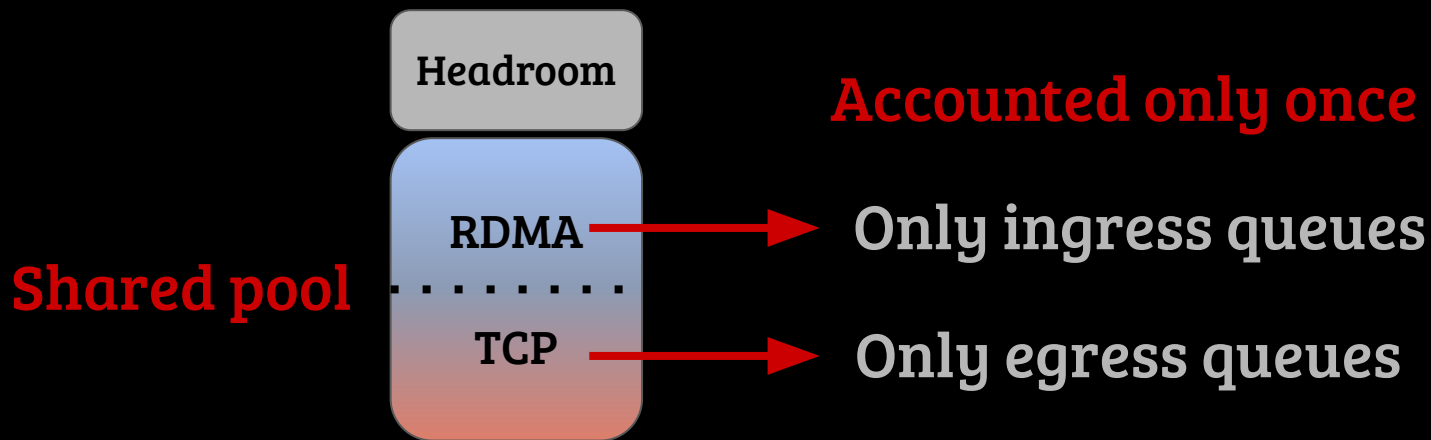 Headroom
Accounted only once
RDMA
Only ingress queues
Shared pool
TCP
Only egress queues